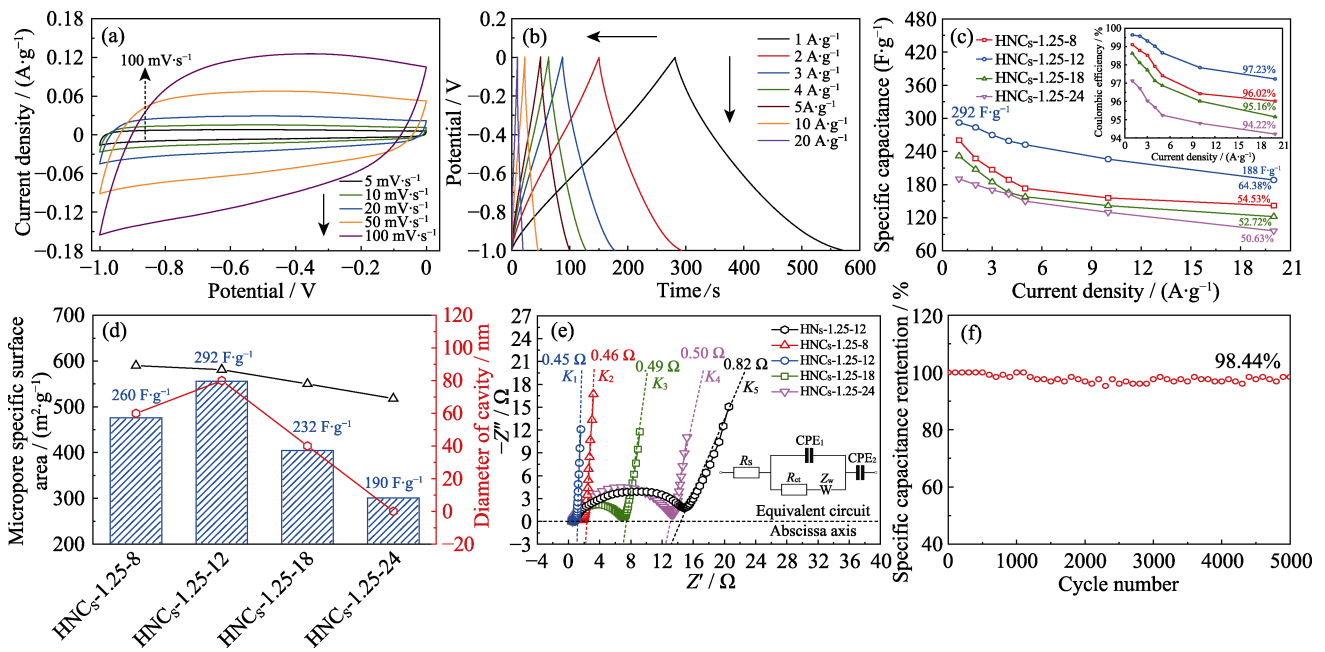 (a)
Current density / (A·g⁻¹)
0.18
0.12
0.06
0
−0.06
−0.12
−0.18
100 mV·s⁻¹
5 mV·s⁻¹
10 mV·s⁻¹
20 mV·s⁻¹
50 mV·s⁻¹
100 mV·s⁻¹
−1.0 −0.8 −0.6 −0.4 −0.2 0
Potential / V
(b)
Potential / V
0.2
0
−0.2
−0.4
−0.6
−0.8
−1.0
1 A·g⁻¹
2 A·g⁻¹
3 A·g⁻¹
4 A·g⁻¹
5A·g⁻¹
10 A·g⁻¹
20 A·g⁻¹
0 100 200 300 400 500 600
Time/s
(c)
Specific capacitance (F·g⁻¹)
480
420
360
300
240
180
120
60
HNCs-1.25-8
HNCs-1.25-12
HNCs-1.25-18
HNCs-1.25-24
292 F·g⁻¹
188 F·g⁻¹
64.38%
54.53%
52.72%
50.63%
Coulombic efficiency / %
100
99
98
97
96
95
94
97.23%
96.02%
95.16%
94.22%
0 3 6 9 12 15 18 21
Current density / (A·g⁻¹)
0 3 6 9 12 15 18 21
Current density / (A·g⁻¹)
(d)
Micropore specific surface
area / (m²·g⁻¹)
700
600
500
400
300
200
260 F·g⁻¹
292 F·g⁻¹
232 F·g⁻¹
190 F·g⁻¹
120
100
80
60
40
20
0
−20
Diameter of cavity / nm
HNCs-1.25-8
HNCs-1.25-12
HNCs-1.25-18
HNCs-1.25-24
(e)
−Z″ / Ω
27
24
21
18
15
12
9
6
3
0
−3
HNs-1.25-12
HNCs-1.25-8
HNCs-1.25-12
HNCs-1.25-18
HNCs-1.25-24
0.45 Ω
K₁
0.46 Ω
K₂
0.49 Ω
K₃
0.50 Ω
K₄
0.82 Ω
K₅
CPE₁
CPE₂
Rs
Rct
Zw
W
Equivalent circuit
Abscissa axis
−4 0 4 8 12 16 20 24 28 32 36 40
Z′ / Ω
(f)
Specific capacitance rentention / %
120
100
80
60
40
98.44%
0 1000 2000 3000 4000 5000
Cycle number